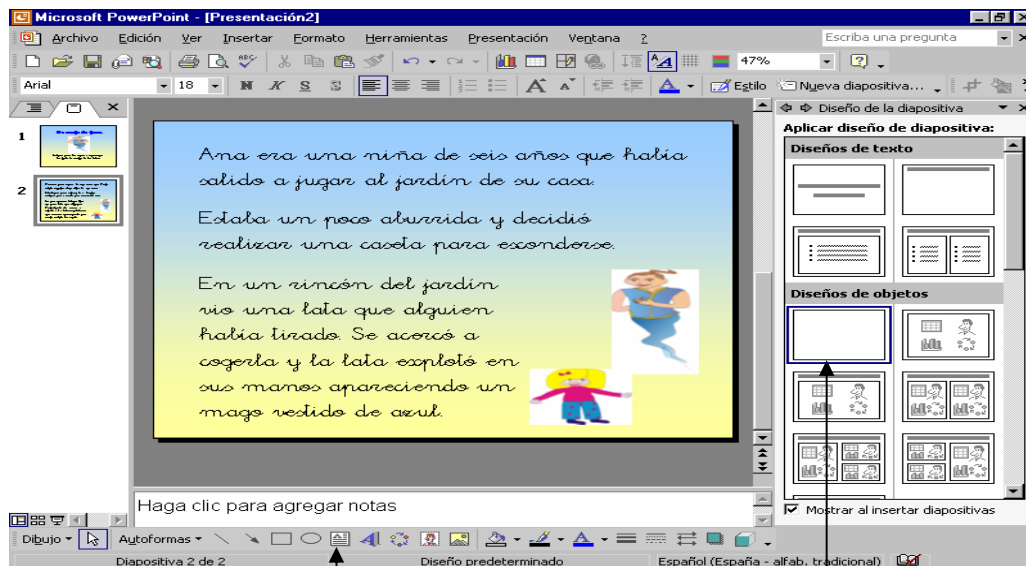 Microsoft PowerPoint - [Presentación2]
Archivo Edición Ver Insertar Formato Herramientas Presentación Ventana ? Escriba una pregunta
47%
Arial 18 N K S S A A A Estilo Nueva diapositiva...
Diseño de la diapositiva
Aplicar diseño de diapositiva:
Diseños de texto
1
2
Ana era una niña de seis años que había
salido a jugar al jardín de su casa.
Estaba un poco aburrida y decidió
realizar una caseta para esconderse.
En un rincón del jardín
vio una lata que alguien
había tirado. Se acercó a
cogerla y la lata explotó en
sus manos apareciendo un
mago vestido de azul.
Diseños de objetos
Mostrar al insertar diapositivas
Haga clic para agregar notas
Dibujo Autoformas
Diapositiva 2 de 2 Diseño predeterminado Español (España - alfab. tradicional)